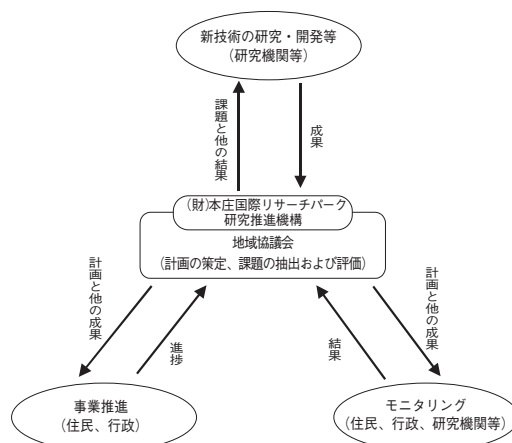 新技術の研究・開発等
(研究機関等)
課題と他の結果
成果
(財)本庄国際リサーチパーク
研究推進機構
地域協議会
(計画の策定、課題の抽出および評価)
計画と他の成果
進捗
結果
計画と他の成果
事業推進
(住民、行政)
モニタリング
(住民、行政、研究機関等)